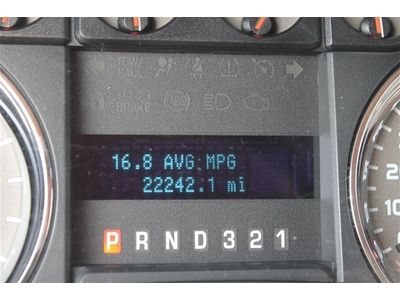 TOW/
HAUL
BRAKE
16.8 AVG MPG
22242.1 mi
P R N D 3 2 1